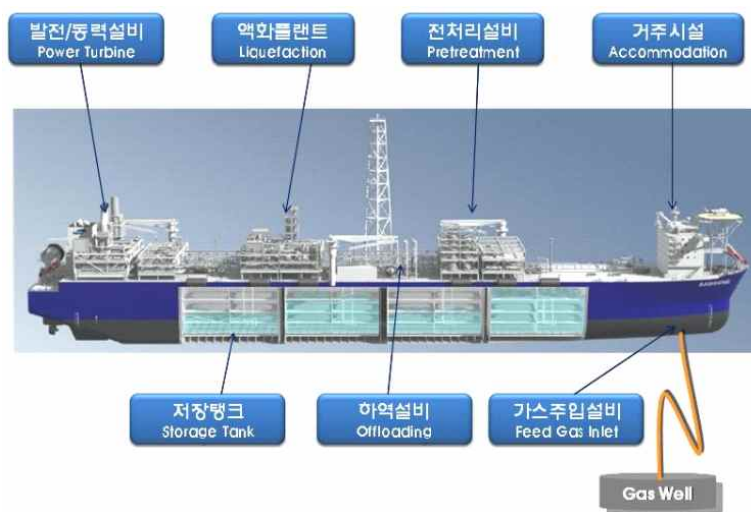 발전/동력설비
Power Turbine
액화플랜트
Liquefaction
전처리설비
Pretreatment
거주시설
Accommodation
저장탱크
Storage Tank
하역설비
Offloading
가스주입설비
Feed Gas Inlet
Gas Well